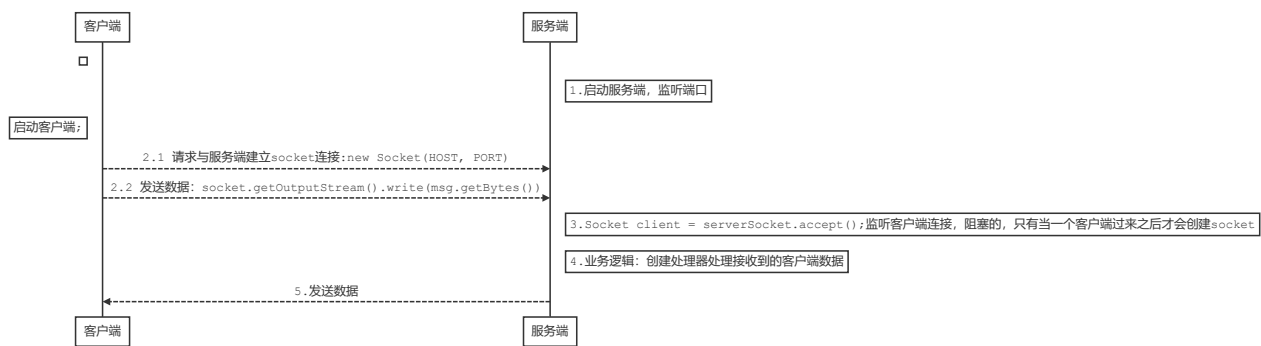 客户端
服务端
1.启动服务端，监听端口
启动客户端;
2.1 请求与服务端建立socket连接:new Socket(HOST, PORT)
2.2 发送数据：socket.getOutputStream().write(msg.getBytes())
3.Socket client = serverSocket.accept();监听客户端连接，阻塞的，只有当一个客户端过来之后才会创建socket
4.业务逻辑：创建处理器处理接收到的客户端数据
5.发送数据
客户端
服务端